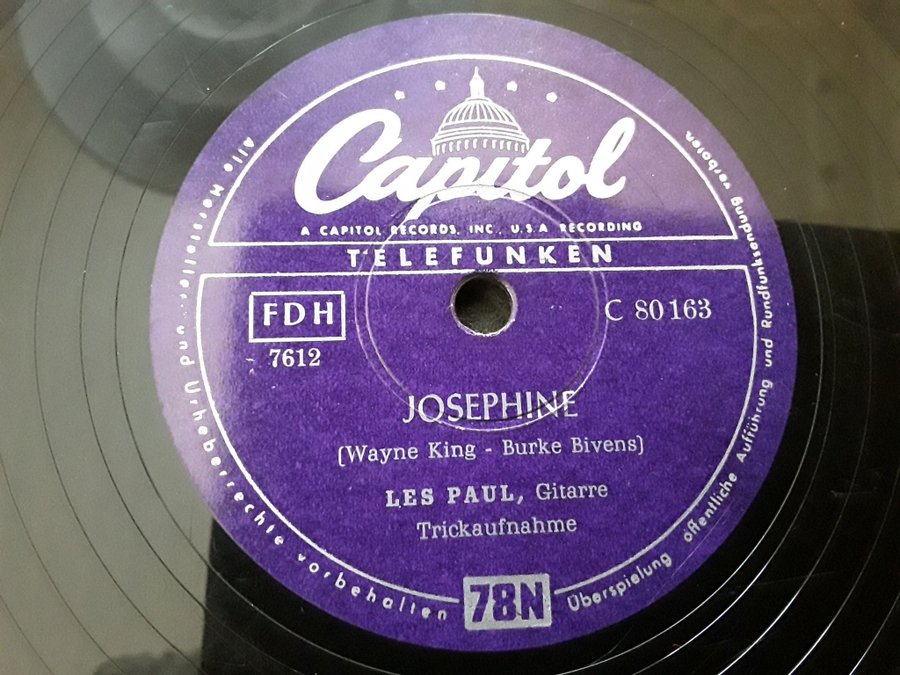 Capitol
A CAPITOL RECORDS, INC., U.S.A RECORDING
TELEFUNKEN
FDH
7612
C 80163
JOSEPHINE
(Wayne King - Burke Bivens)
LES PAUL, Gitarre
Trickaufnahme
78N
Alle Hersteller- und Urheberrechte vorbehalten
Überspielung öffentliche Aufführung und Rundfunksendung verboten.